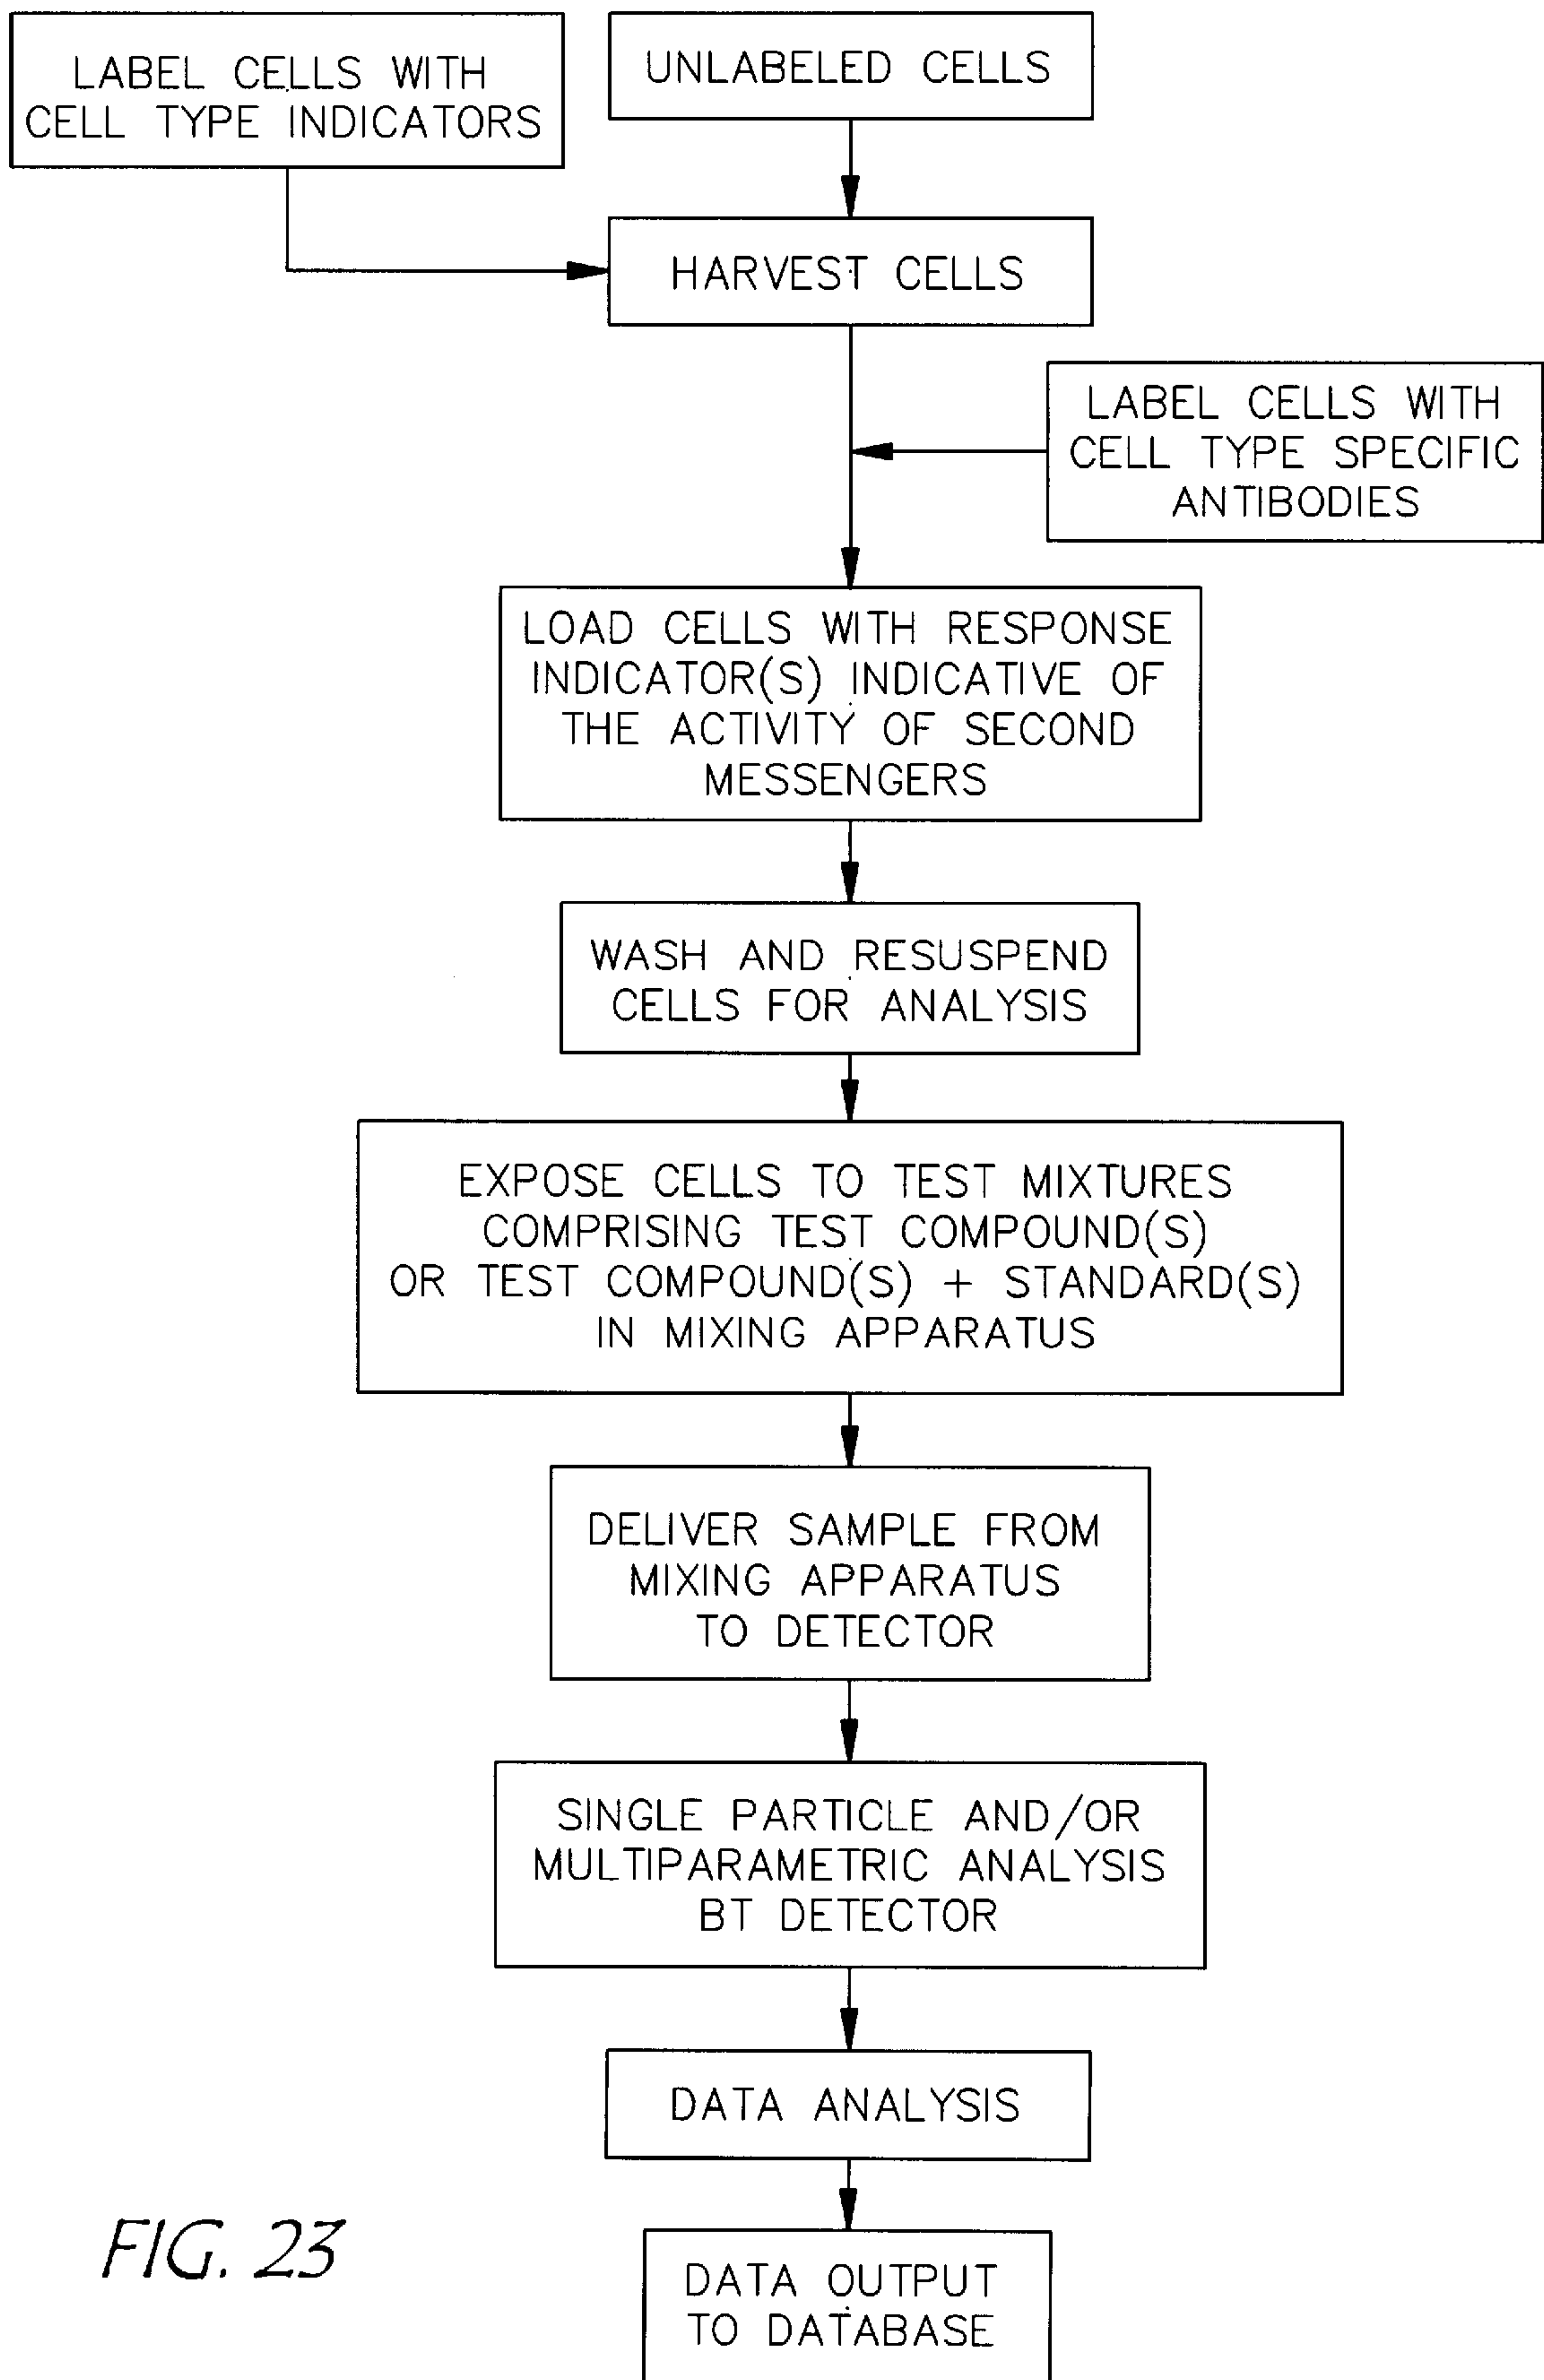 LABEL CELLS WITH
CELL TYPE INDICATORS
UNLABELED CELLS
HARVEST CELLS
LABEL CELLS WITH
CELL TYPE SPECIFIC
ANTIBODIES
LOAD CELLS WITH RESPONSE
INDICATOR(S) INDICATIVE OF
THE ACTIVITY OF SECOND
MESSENGERS
WASH AND RESUSPEND
CELLS FOR ANALYSIS
EXPOSE CELLS TO TEST MIXTURES
COMPRISING TEST COMPOUND(S)
OR TEST COMPOUND(S) + STANDARD(S)
IN MIXING APPARATUS
DELIVER SAMPLE FROM
MIXING APPARATUS
TO DETECTOR
SINGLE PARTICLE AND/OR
MULTIPARAMETRIC ANALYSIS
BT DETECTOR
DATA ANALYSIS
DATA OUTPUT
TO DATABASE
FIG. 23